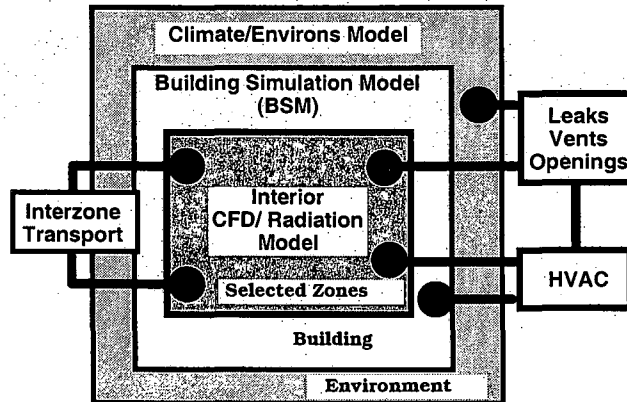 Climate/Environs Model
Building Simulation Model
(BSM)
Leaks
Vents
Openings
Interior
CFD/ Radiation
Model
Interzone
Transport
Selected Zones
HVAC
Building
Environment